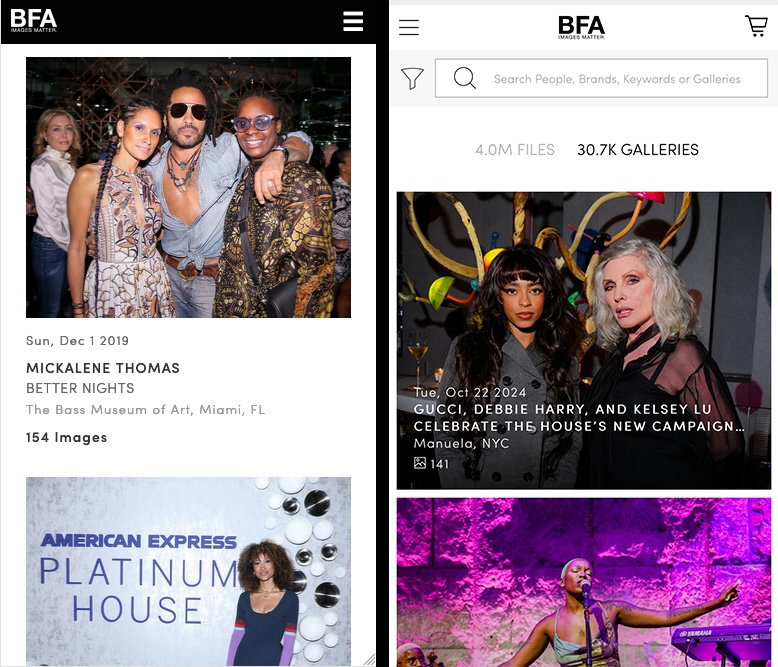 BFA
IMAGES MATTER.
Sun, Dec 1 2019
MICKALENE THOMAS
BETTER NIGHTS
The Bass Museum of Art, Miami, FL
154 Images
AMERICAN EXPRESS
PLATINUM
HOUSE
BFA
IMAGES MATTER.
Search People, Brands, Keywords or Galleries
4.0M FILES 30.7K GALLERIES
Tue, Oct 22 2024
GUCCI, DEBBIE HARRY, AND KELSEY LU
CELEBRATE THE HOUSE'S NEW CAMPAIGN...
Manuela, NYC
141
YAMAHA